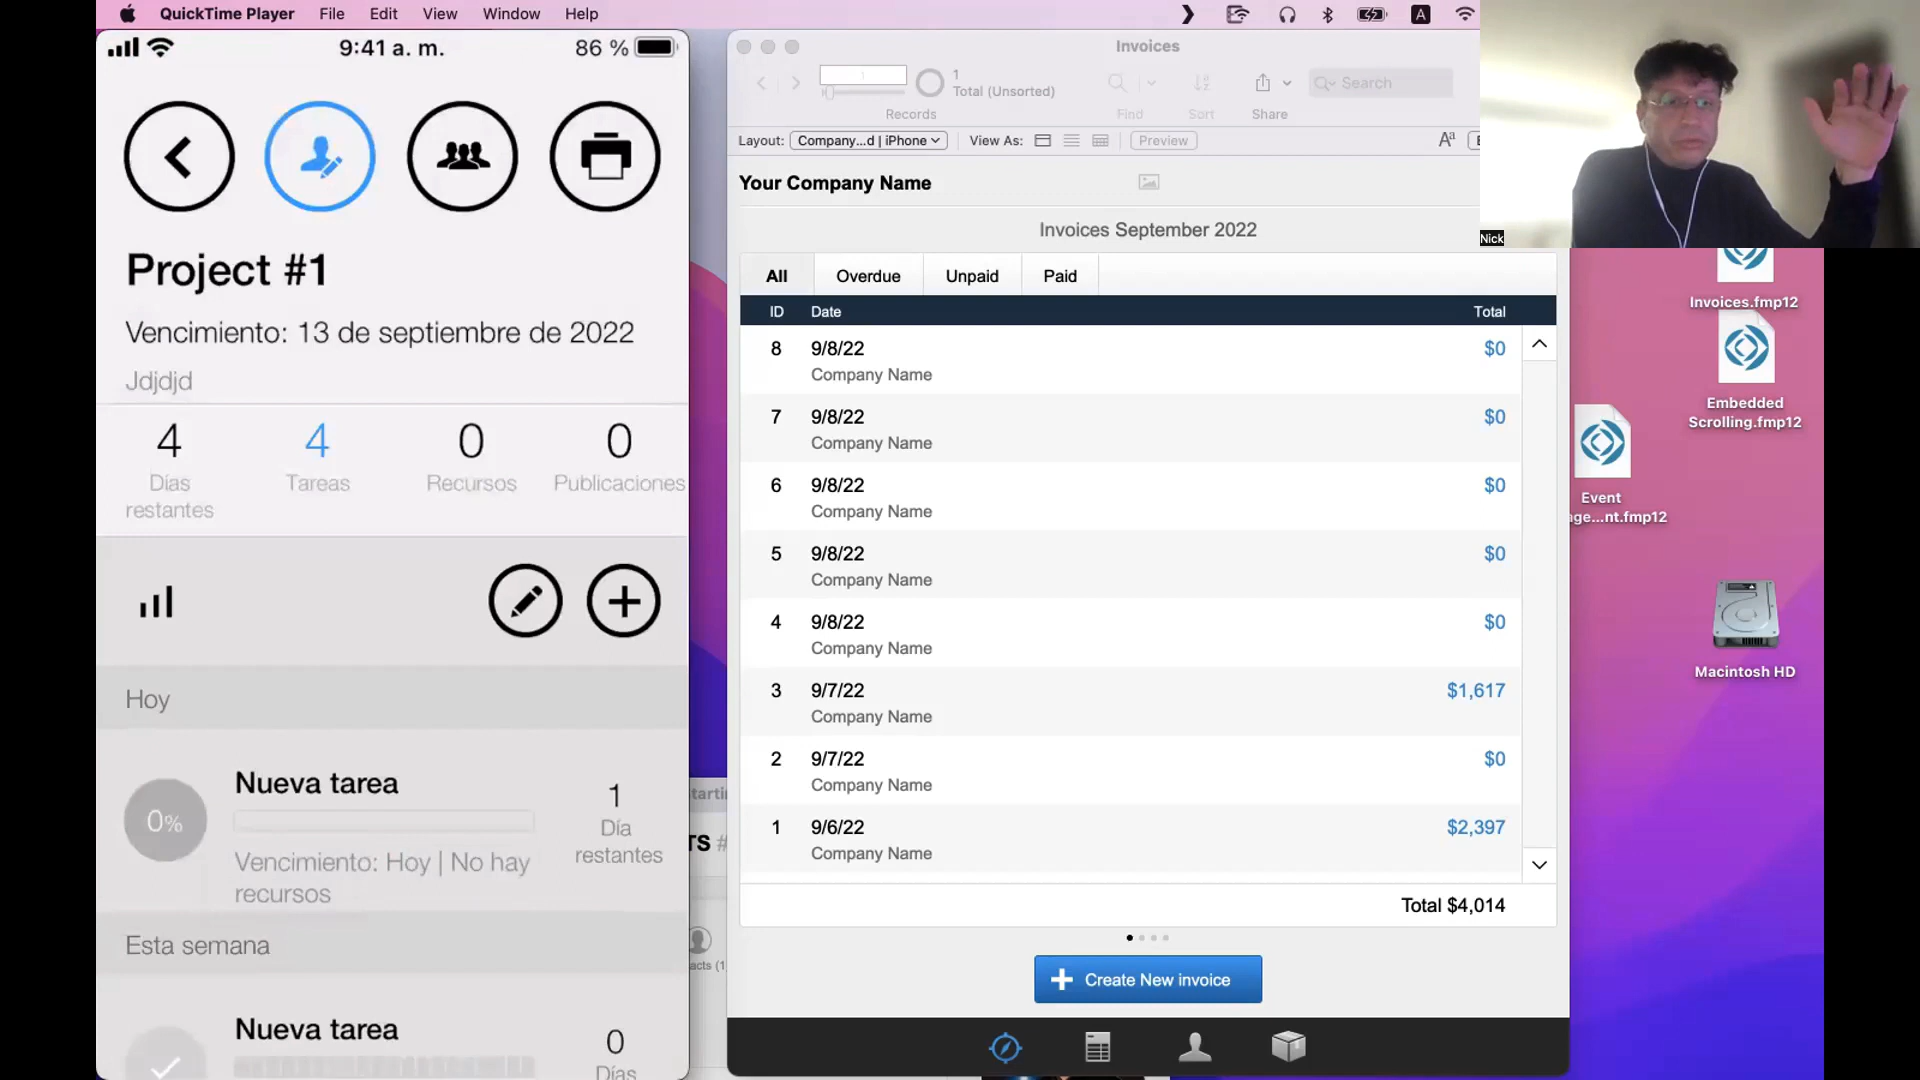 QuickTime Player File Edit View Window Help
A
9:41 a. m.
86 %
Project #1
Vencimiento: 13 de septiembre de 2022
Jdjdjd
4 4 0 0
Días restantes
Tareas
Recursos
Publicaciones
Hoy
0%
Nueva tarea
Vencimiento: Hoy | No hay
recursos
1
Día
restantes
Esta semana
Nueva tarea
0
Días
Invoices
1
1
Total (Unsorted)
Search
Records
Find
Sort
Share
Layout: Company...d | iPhone
View As:
Preview
Aa
Your Company Name
Invoices September 2022
All
Overdue
Unpaid
Paid
ID Date Total
8 9/8/22 $0
Company Name
7 9/8/22 $0
Company Name
6 9/8/22 $0
Company Name
5 9/8/22 $0
Company Name
4 9/8/22 $0
Company Name
3 9/7/22 $1,617
Company Name
2 9/7/22 $0
Company Name
1 9/6/22 $2,397
Company Name
Total $4,014
Create New invoice
Nick
Invoices.fmp12
Embedded
Scrolling.fmp12
Event
age...nt.fmp12
Macintosh HD